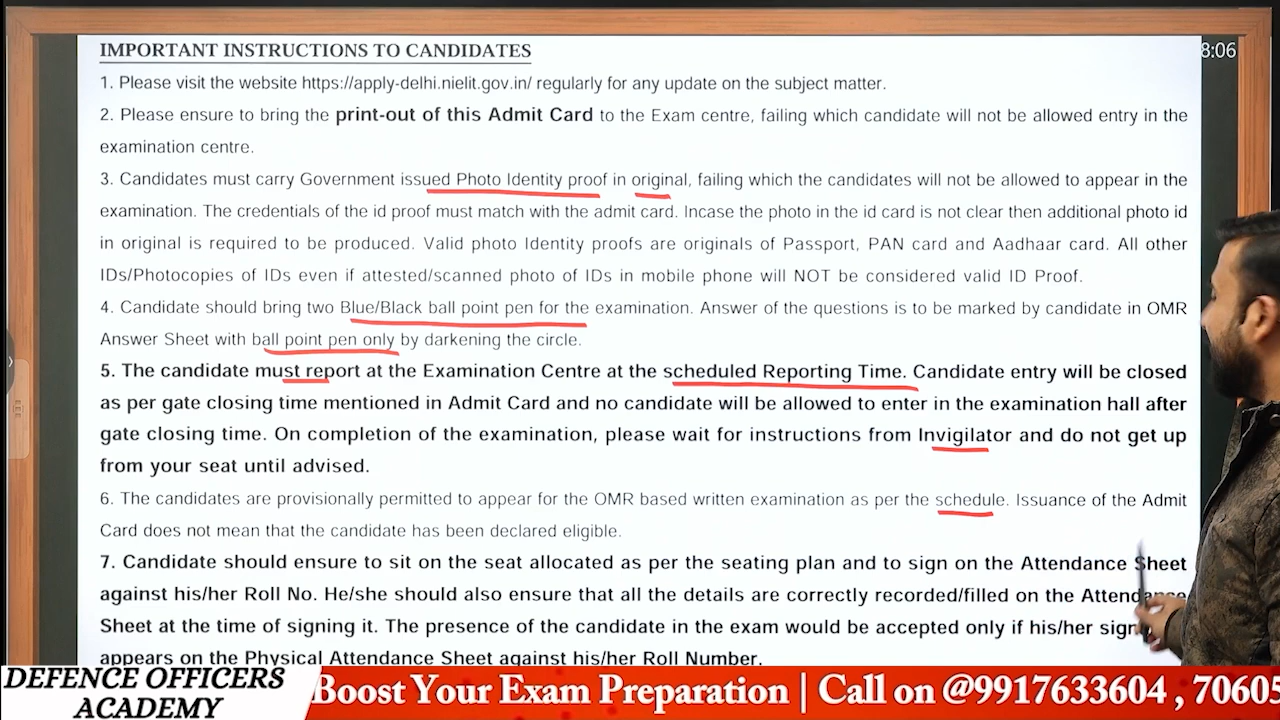 IMPORTANT INSTRUCTIONS TO CANDIDATES
8:06
1. Please visit the website https://apply-delhi.nielit.gov.in/ regularly for any update on the subject matter.
2. Please ensure to bring the print-out of this Admit Card to the Exam centre, failing which candidate will not be allowed entry in the
examination centre.
3. Candidates must carry Government issued Photo Identity proof in original, failing which the candidates will not be allowed to appear in the
examination. The credentials of the id proof must match with the admit card. Incase the photo in the id card is not clear then additional photo id
in original is required to be produced. Valid photo Identity proofs are originals of Passport, PAN card and Aadhaar card. All other
IDs/Photocopies of IDs even if attested/scanned photo of IDs in mobile phone will NOT be considered valid ID Proof.
4. Candidate should bring two Blue/Black ball point pen for the examination. Answer of the questions is to be marked by candidate in OMR
Answer Sheet with ball point pen only by darkening the circle.
5. The candidate must report at the Examination Centre at the scheduled Reporting Time. Candidate entry will be closed
as per gate closing time mentioned in Admit Card and no candidate will be allowed to enter in the examination hall after
gate closing time. On completion of the examination, please wait for instructions from Invigilator and do not get up
from your seat until advised.
6. The candidates are provisionally permitted to appear for the OMR based written examination as per the schedule. Issuance of the Admit
Card does not mean that the candidate has been declared eligible.
7. Candidate should ensure to sit on the seat allocated as per the seating plan and to sign on the Attendance Sheet
against his/her Roll No. He/she should also ensure that all the details are correctly recorded/filled on the Attendance
Sheet at the time of signing it. The presence of the candidate in the exam would be accepted only if his/her sign
appears on the Physical Attendance Sheet against his/her Roll Number.
DEFENCE OFFICERS
ACADEMY
Boost Your Exam Preparation | Call on @9917633604 , 70605